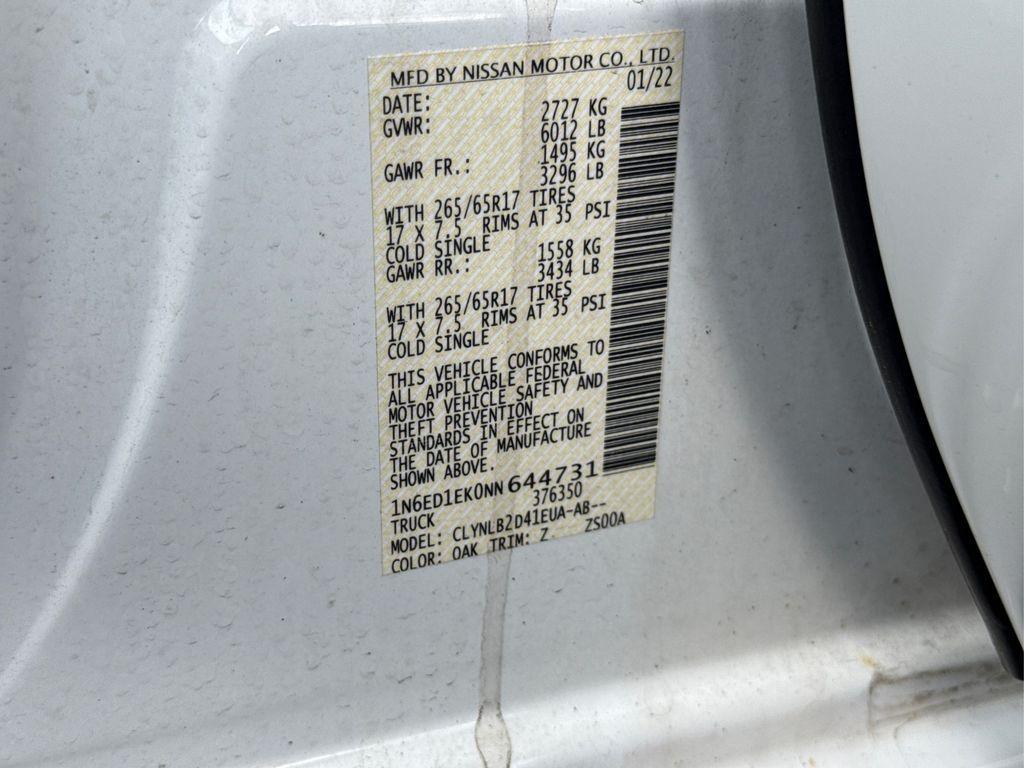 MFD BY NISSAN MOTOR CO., LTD.
01/22
DATE:
2727 KG
GVWR:
6012 LB
1495 KG
GAWR FR.:
3296 LB
WITH 265/65R17 TIRES
17 X 7.5 RIMS AT 35 PSI
COLD SINGLE
1558 KG
GAWR RR.:
3434 LB
WITH 265/65R17 TIRES
17 X 7.5 RIMS AT 35 PSI
COLD SINGLE
THIS VEHICLE CONFORMS TO
ALL APPLICABLE FEDERAL
MOTOR VEHICLE SAFETY AND
THEFT PREVENTION
STANDARDS IN EFFECT ON
THE DATE OF MANUFACTURE
SHOWN ABOVE.
1N6ED1EK0NN644731
TRUCK 376350
MODEL: CLYNLB2D41EUA-AB--
COLOR: QAK TRIM: Z. ZS00A